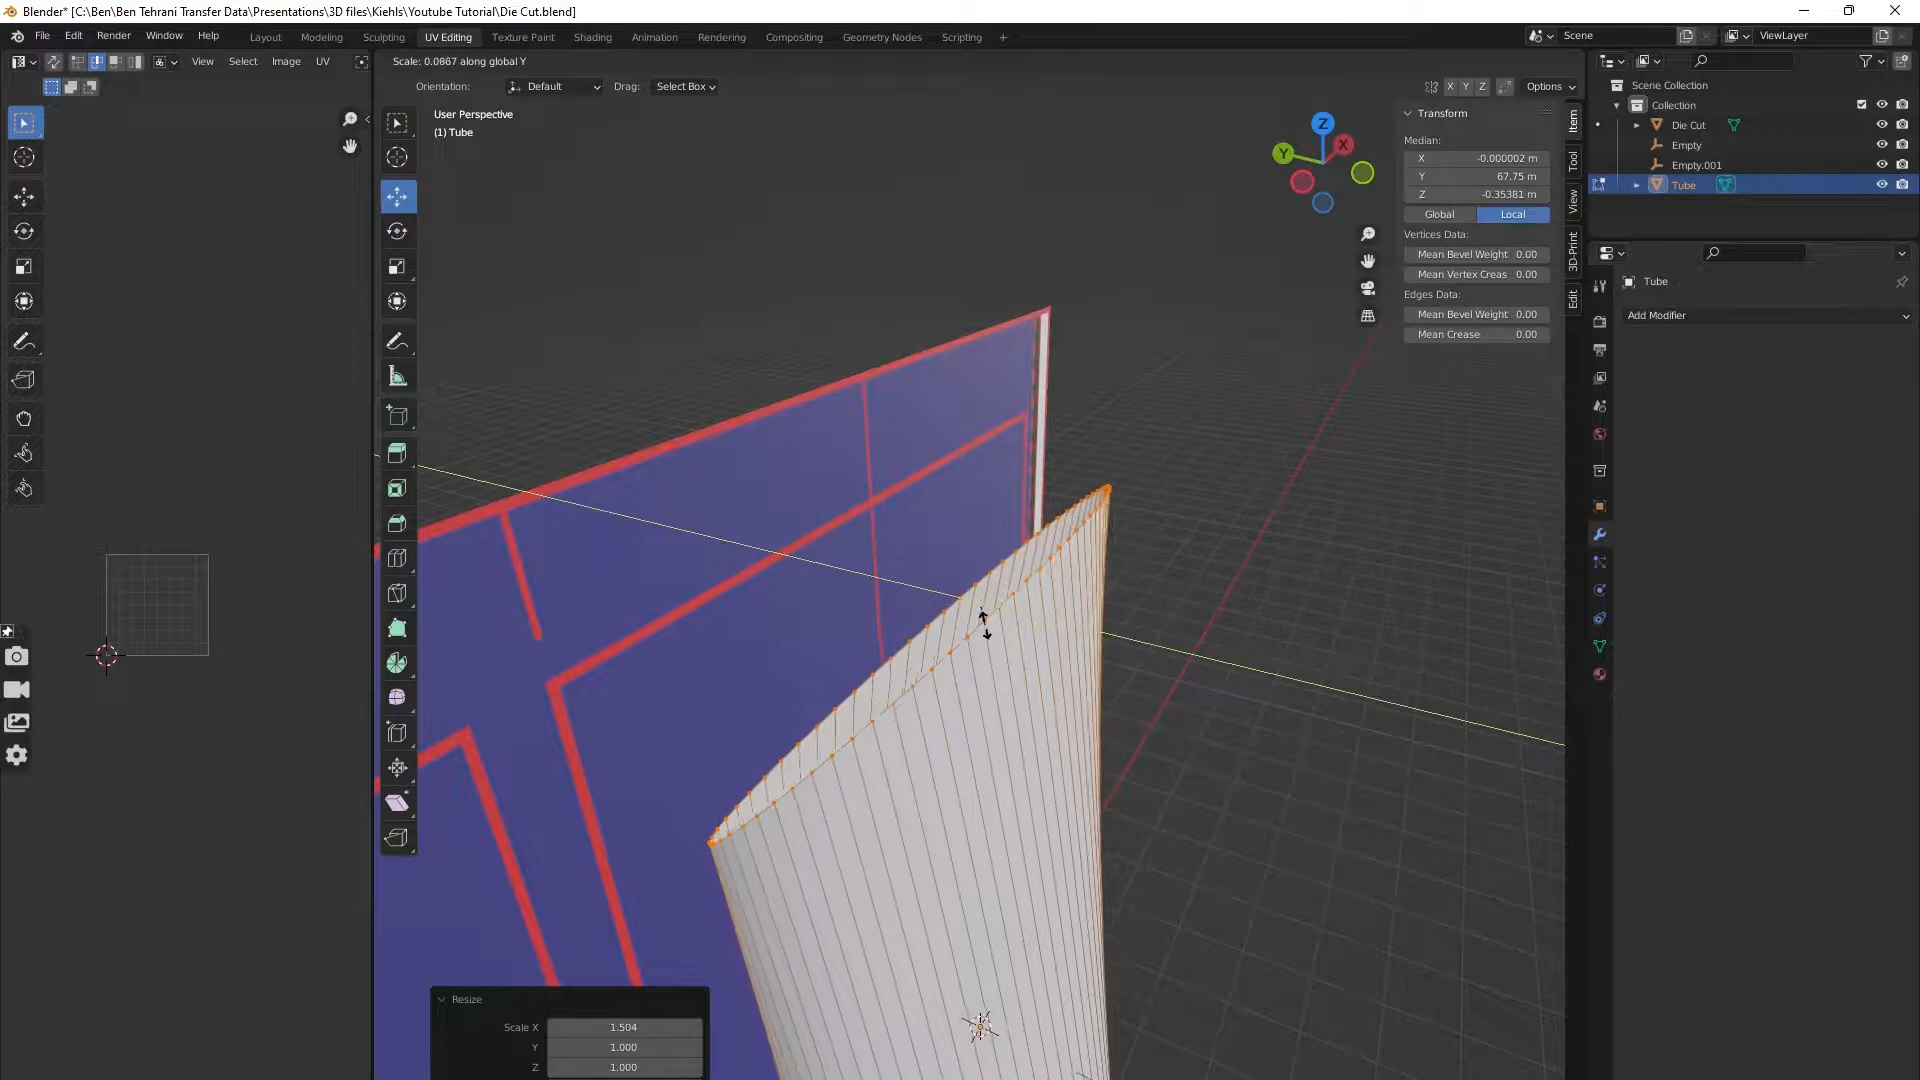 Blender* [C:\Ben\Ben Tehrani Transfer Data\Presentations\3D files\Kiehls\Youtube Tutorial\Die Cut.blend]
File Edit Render Window Help Layout Modeling Sculpting UV Editing Texture Paint Shading Animation Rendering Compositing Geometry Nodes Scripting + Scene ViewLayer
View Select Image UV Scale: 0.0867 along global Y
Orientation: Default Drag: Select Box X Y Z Options
Scene Collection
Collection
Die Cut
Empty
Empty.001
Tube
User Perspective
(1) Tube
Z
X
Y
Transform
Median:
X -0.000002 m
Y 67.75 m
Z -0.35381 m
Global Local
Vertices Data:
Mean Bevel Weight 0.00
Mean Vertex Creas 0.00
Edges Data:
Mean Bevel Weight 0.00
Mean Crease 0.00
Item
Tool
View
3D-Print
Edit
Tube
Add Modifier
Resize
Scale X 1.504
Y 1.000
Z 1.000